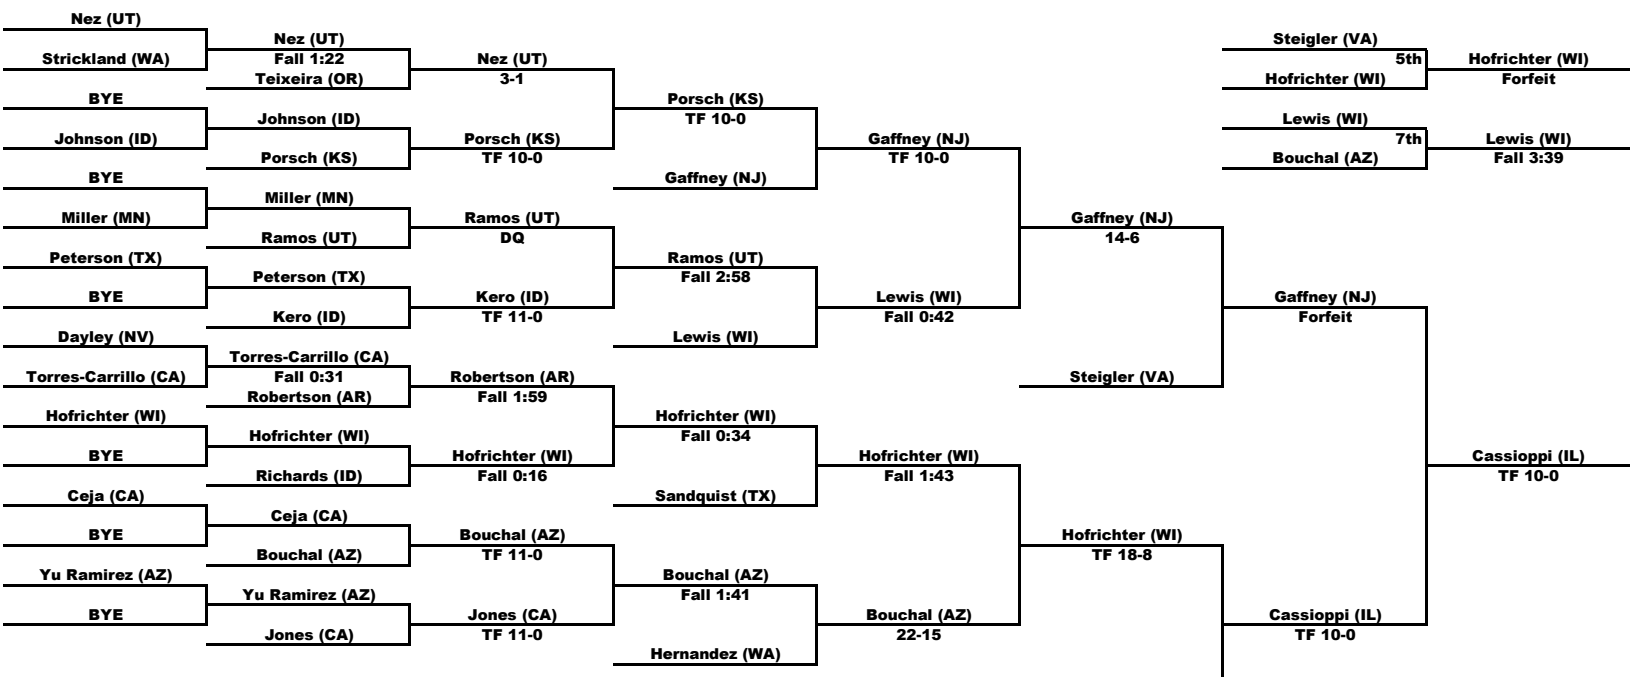 Nez (UT)
Strickland (WA)
BYE
Johnson (ID)
BYE
Miller (MN)
Peterson (TX)
BYE
Dayley (NV)
Torres-Carrillo (CA)
Hofrichter (WI)
BYE
Ceja (CA)
BYE
Yu Ramirez (AZ)
BYE
Nez (UT)
Fall 1:22
Teixeira (OR)
Johnson (ID)
Porsch (KS)
Miller (MN)
Ramos (UT)
Peterson (TX)
Kero (ID)
Torres-Carrillo (CA)
Fall 0:31
Robertson (AR)
Hofrichter (WI)
Richards (ID)
Ceja (CA)
Bouchal (AZ)
Yu Ramirez (AZ)
Jones (CA)
Nez (UT)
3-1
Porsch (KS)
TF 10-0
Ramos (UT)
DQ
Kero (ID)
TF 11-0
Robertson (AR)
Fall 1:59
Hofrichter (WI)
Fall 0:16
Bouchal (AZ)
TF 11-0
Jones (CA)
TF 11-0
Porsch (KS)
TF 10-0
Gaffney (NJ)
Ramos (UT)
Fall 2:58
Lewis (WI)
Hofrichter (WI)
Fall 0:34
Sandquist (TX)
Bouchal (AZ)
Fall 1:41
Hernandez (WA)
Gaffney (NJ)
TF 10-0
Lewis (WI)
Fall 0:42
Hofrichter (WI)
Fall 1:43
Bouchal (AZ)
22-15
Gaffney (NJ)
14-6
Steigler (VA)
Hofrichter (WI)
TF 18-8
Steigler (VA)
5th
Hofrichter (WI)
Lewis (WI)
7th
Bouchal (AZ)
Gaffney (NJ)
Forfeit
Cassioppi (IL)
TF 10-0
Hofrichter (WI)
Forfeit
Lewis (WI)
Fall 3:39
Cassioppi (IL)
TF 10-0